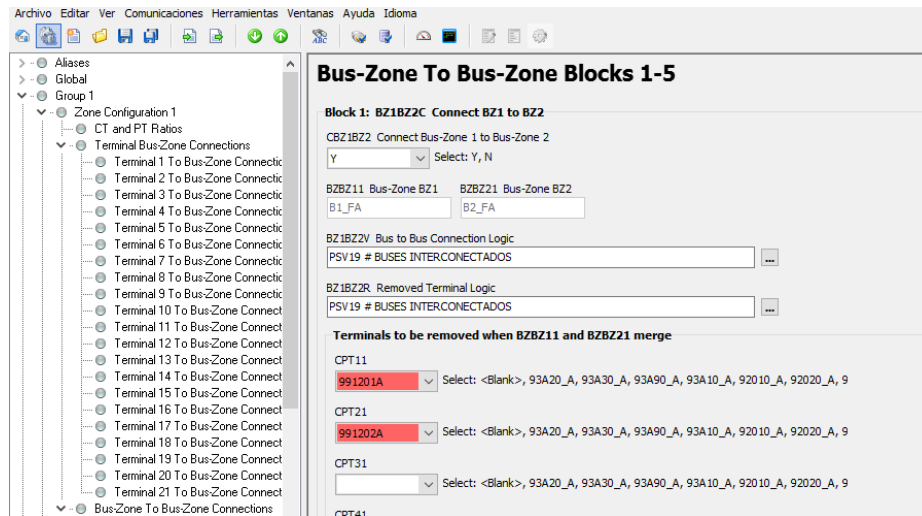 Archivo Editar Ver Comunicaciones Herramientas Ventanas Ayuda Idioma
ABC
Aliases
Global
Group 1
Zone Configuration 1
CT and PT Ratios
Terminal Bus-Zone Connections
Terminal 1 To Bus-Zone Connectic
Terminal 2 To Bus-Zone Connectic
Terminal 3 To Bus-Zone Connectic
Terminal 4 To Bus-Zone Connectic
Terminal 5 To Bus-Zone Connectic
Terminal 6 To Bus-Zone Connectic
Terminal 7 To Bus-Zone Connectic
Terminal 8 To Bus-Zone Connectic
Terminal 9 To Bus-Zone Connectic
Terminal 10 To Bus-Zone Connect
Terminal 11 To Bus-Zone Connect
Terminal 12 To Bus-Zone Connect
Terminal 13 To Bus-Zone Connect
Terminal 14 To Bus-Zone Connect
Terminal 15 To Bus-Zone Connect
Terminal 16 To Bus-Zone Connect
Terminal 17 To Bus-Zone Connect
Terminal 18 To Bus-Zone Connect
Terminal 19 To Bus-Zone Connect
Terminal 20 To Bus-Zone Connect
Terminal 21 To Bus-Zone Connect
Bus-Zone To Bus-Zone Connections
Bus-Zone To Bus-Zone Blocks 1-5
Block 1: BZ1BZ2C Connect BZ1 to BZ2
CBZ1BZ2 Connect Bus-Zone 1 to Bus-Zone 2
Y Select: Y, N
BZBZ11 Bus-Zone BZ1 BZBZ21 Bus-Zone BZ2
B1_FA B2_FA
BZ1BZ2V Bus to Bus Connection Logic
PSV19 # BUSES INTERCONECTADOS ...
BZ1BZ2R Removed Terminal Logic
PSV19 # BUSES INTERCONECTADOS ...
Terminals to be removed when BZBZ11 and BZBZ21 merge
CPT11
991201A Select: <Blank>, 93A20_A, 93A30_A, 93A90_A, 93A10_A, 92010_A, 92020_A, 9
CPT21
991202A Select: <Blank>, 93A20_A, 93A30_A, 93A90_A, 93A10_A, 92010_A, 92020_A, 9
CPT31
Select: <Blank>, 93A20_A, 93A30_A, 93A90_A, 93A10_A, 92010_A, 92020_A, 9
CPT41